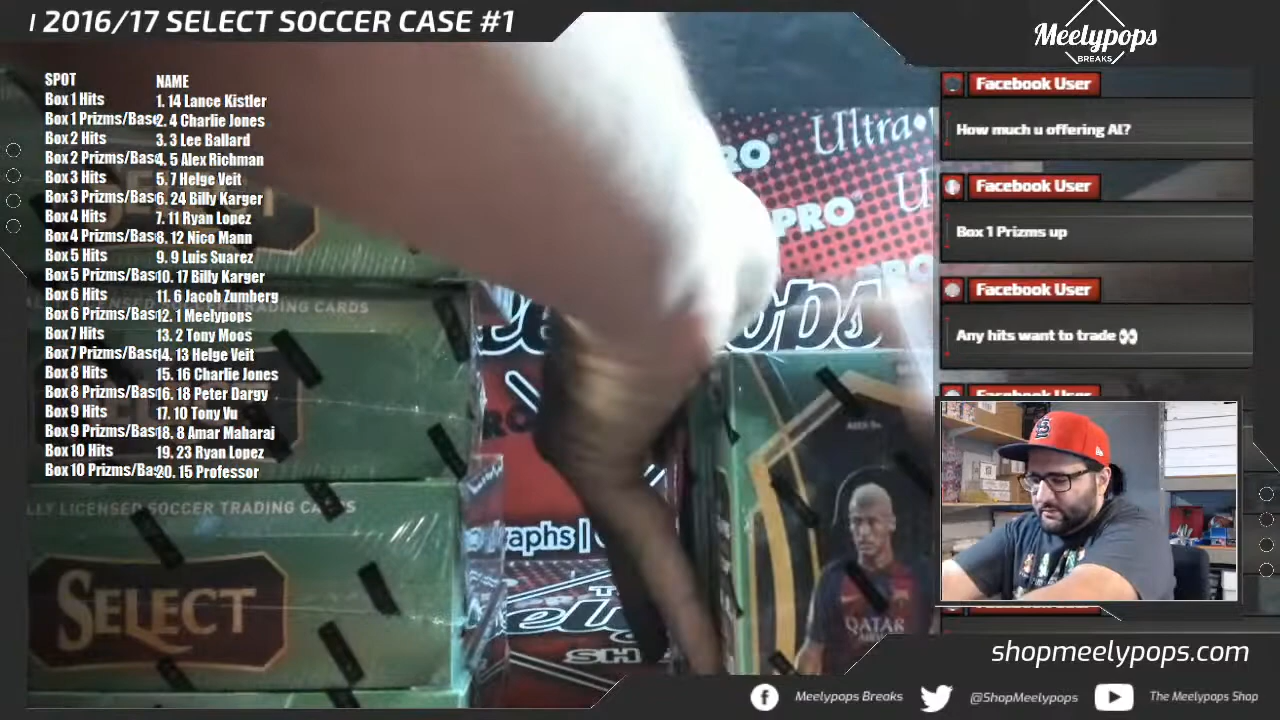 2016/17 SELECT SOCCER CASE #1
Meelypops
BREAKS
SPOT NAME
Box 1 Hits 1. 14 Lance Kistler
Box 1 Prizms/Base 2. 4 Charlie Jones
Box 2 Hits 3. 3 Lee Ballard
Box 2 Prizms/Bas 4. 5 Alex Richman
Box 3 Hits 5. 7 Helge Veit
Box 3 Prizms/Bas 6. 24 Billy Karger
Box 4 Hits 7. 11 Ryan Lopez
Box 4 Prizms/Bas 8. 12 Nico Mann
Box 5 Hits 9. 9 Luis Suarez
Box 5 Prizms/Bas 10. 17 Billy Karger
Box 6 Hits 11. 6 Jacob Zumberg
Box 6 Prizms/Bas 12. 1 Meelypops
Box 7 Hits 13. 2 Tony Moos
Box 7 Prizms/Bas 14. 13 Helge Veit
Box 8 Hits 15. 16 Charlie Jones
Box 8 Prizms/Bas 16. 18 Peter Dargy
Box 9 Hits 17. 10 Tony Vu
Box 9 Prizms/Bas 18. 8 Amar Maharaj
Box 10 Hits 19. 23 Ryan Lopez
Box 10 Prizms/Bas 20. 15 Professor
Facebook User
How much u offering Al?
Facebook User
Box 1 Prizms up
Facebook User
Any hits want to trade 👀
Ultra
PRO
TRADING CARDS
LLY LICENSED SOCCER TRADING CARDS
SELECT
QATAR
shopmeelypops.com
Meelypops Breaks
@ShopMeelypops
The Meelypops Shop